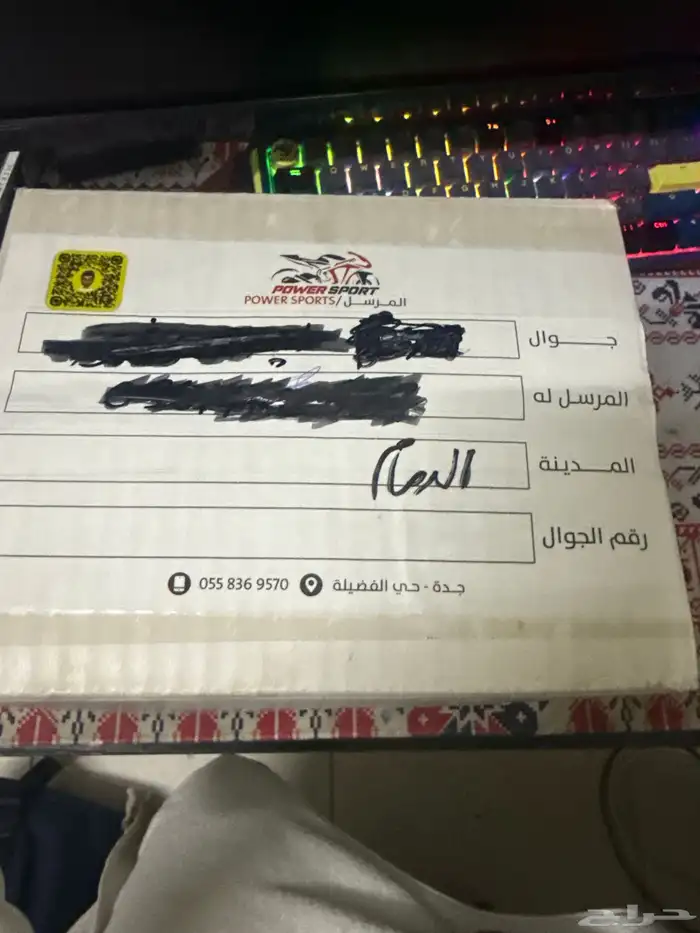 POWER SPORT
POWER SPORTS/المرسل
جوال
المرسل له
المدينة الدمام
رقم الجوال
جدة - حي الفضيلة 055 836 9570
حراج